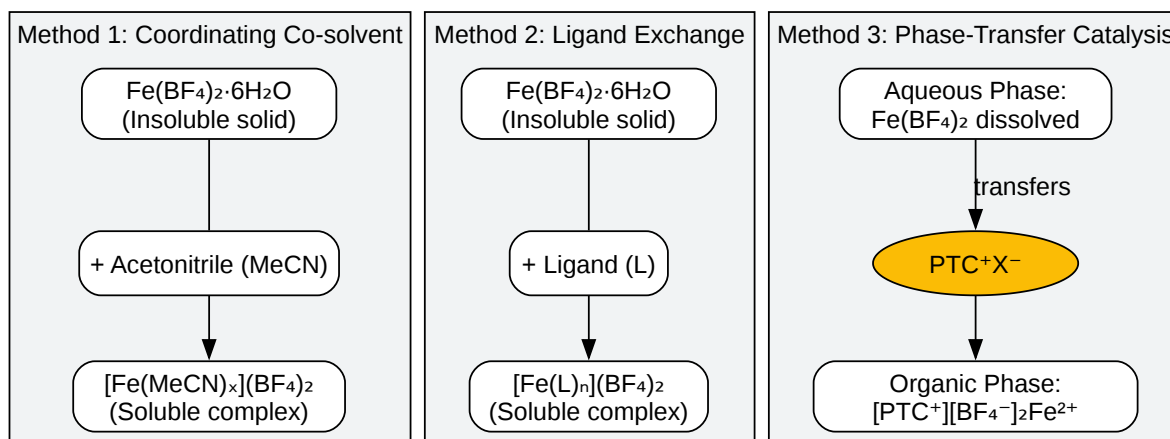 Method 1: Coordinating Co-solvent
Fe(BF₄)₂·6H₂O
(Insoluble solid)
+ Acetonitrile (MeCN)
[Fe(MeCN)ₓ](BF₄)₂
(Soluble complex)
Method 2: Ligand Exchange
Fe(BF₄)₂·6H₂O
(Insoluble solid)
+ Ligand (L)
[Fe(L)ₙ](BF₄)₂
(Soluble complex)
Method 3: Phase-Transfer Catalysis
Aqueous Phase:
Fe(BF₄)₂ dissolved
transfers
PTC⁺X⁻
Organic Phase:
[PTC⁺][BF₄⁻]₂Fe²⁺